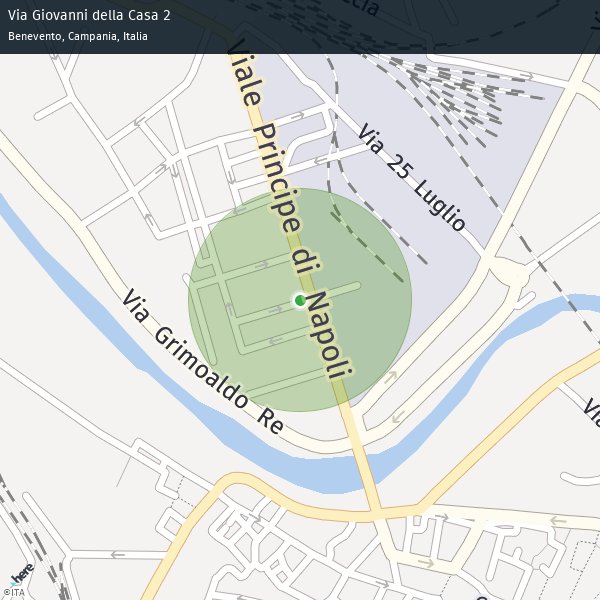 Via Giovanni della Casa 2
Benevento, Campania, Italia
Viale Principe di Napoli
Via 25 Luglio
Via Grimoaldo Re
here
©ITA